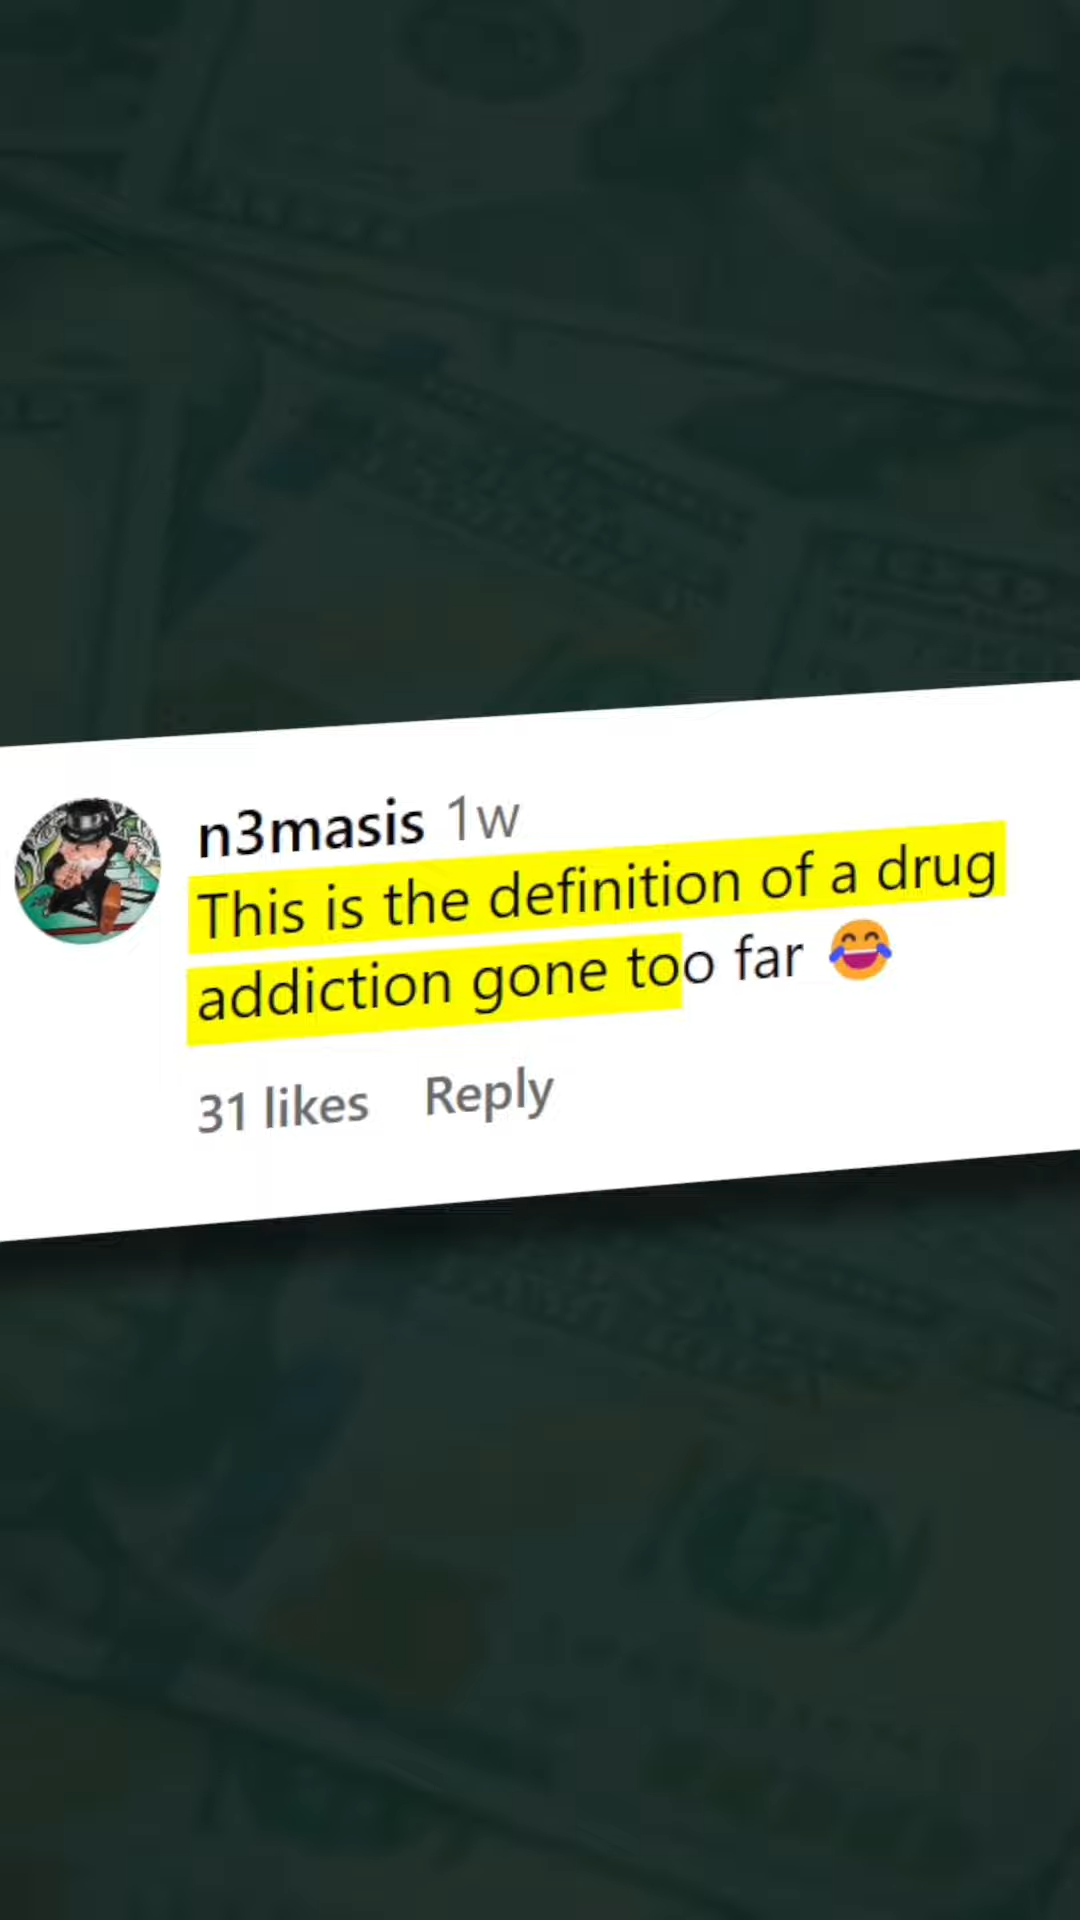 n3masis 1w
This is the definition of a drug
addiction gone too far 😂
31 likes Reply